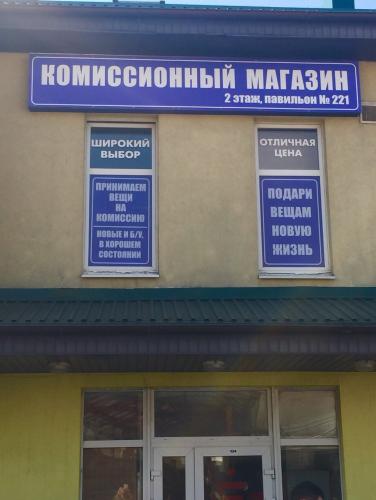 КОМИССИОННЫЙ МАГАЗИН
2 этаж, павильон № 221
ШИРОКИЙ
ВЫБОР
ПРИНИМАЕМ
ВЕЩИ
НА
КОМИССИЮ
НОВЫЕ И Б/У,
В ХОРОШЕМ
СОСТОЯНИИ
ОТЛИЧНАЯ
ЦЕНА
ПОДАРИ
ВЕЩАМ
НОВУЮ
ЖИЗНЬ